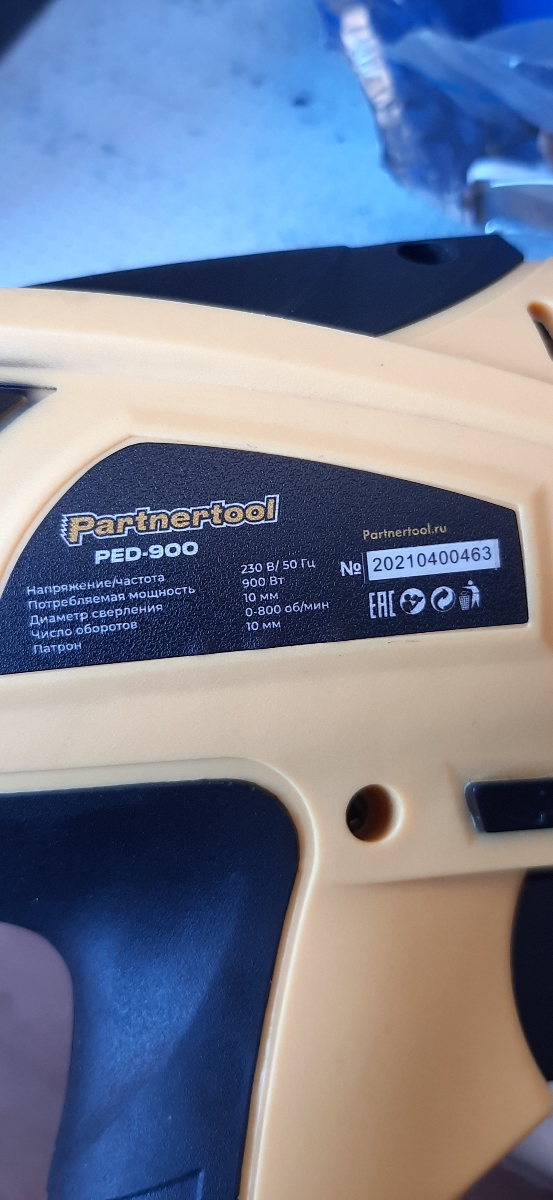 Partnertool
PED-900
Напряжение/частота 230 В/ 50 Гц
Потребляемая мощность 900 Вт
Диаметр сверления 10 мм
Число оборотов 0-800 об/мин
Патрон 10 мм
Partnertool.ru
№ 20210400463
EAC